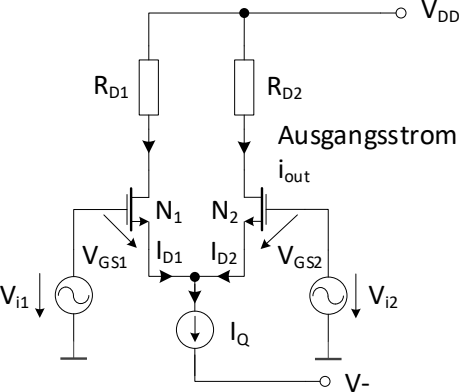 V_DD
R_D1 R_D2
Ausgangsstrom
i_out
N_1 N_2
V_GS1 I_D1 I_D2 V_GS2
V_i1 V_i2
I_Q
V-